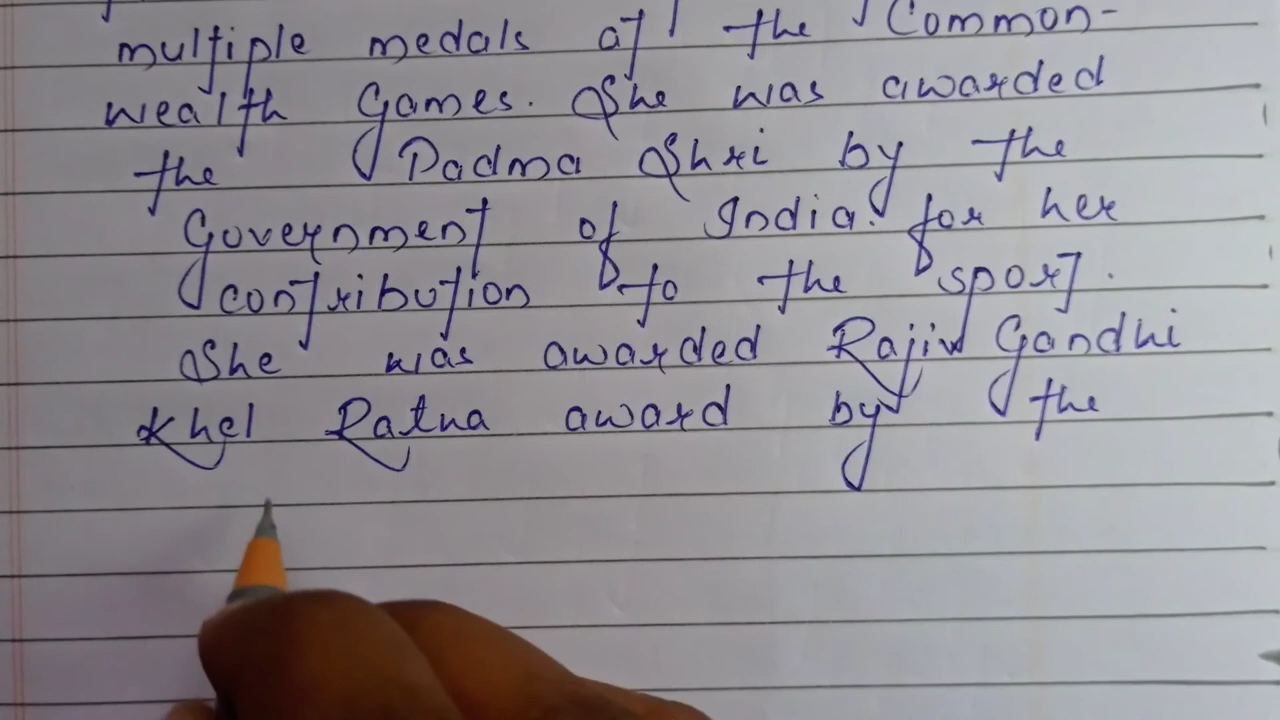 multiple medals at the Common-
wealth Games. She was awarded
the Padma Shri by the
Government of India. for her
contribution to the sport.
She was awarded Rajiv Gandhi
Khel Ratna award by the